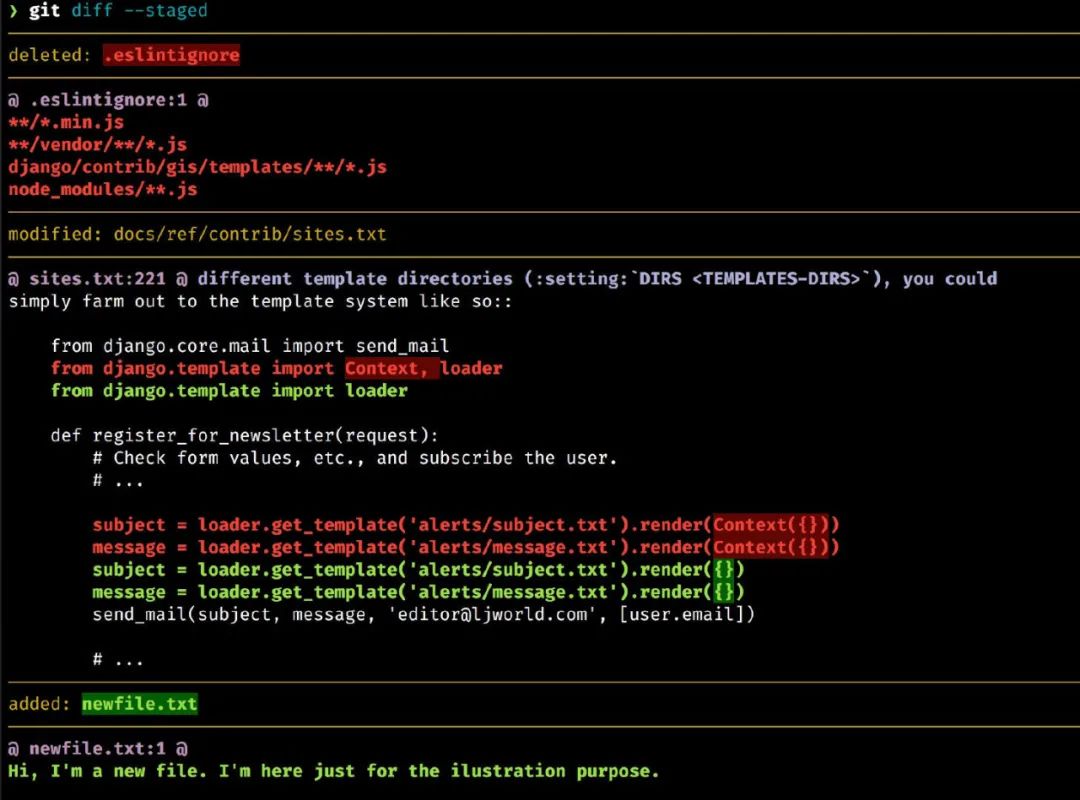 ❯ git diff --staged
deleted: .eslintignore
@ .eslintignore:1 @
**/*.min.js
**/vendor/**/*.js
django/contrib/gis/templates/**/*.js
node_modules/**.js
modified: docs/ref/contrib/sites.txt
@ sites.txt:221 @ different template directories (:setting:`DIRS <TEMPLATES-DIRS>`), you could
simply farm out to the template system like so::
    from django.core.mail import send_mail
    from django.template import Context, loader
    from django.template import loader
    def register_for_newsletter(request):
        # Check form values, etc., and subscribe the user.
        # ...
        subject = loader.get_template('alerts/subject.txt').render(Context({}))
        message = loader.get_template('alerts/message.txt').render(Context({}))
        subject = loader.get_template('alerts/subject.txt').render({})
        message = loader.get_template('alerts/message.txt').render({})
        send_mail(subject, message, 'editor@ljworld.com', [user.email])
        # ...
added: newfile.txt
@ newfile.txt:1 @
Hi, I'm a new file. I'm here just for the ilustration purpose.